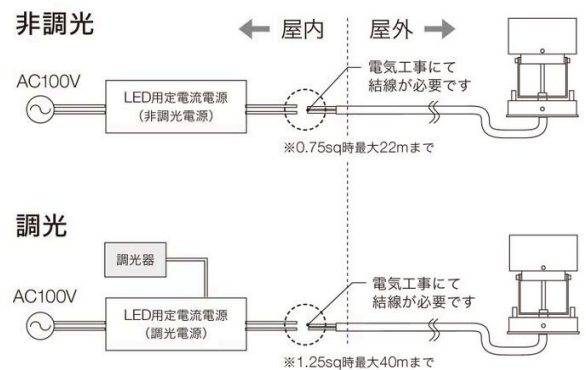 非調光
← 屋内
屋外 →
AC100V
LED用定電流電源
（非調光電源）
電気工事にて
結線が必要です
※0.75sq時最大22mまで
調光
調光器
AC100V
LED用定電流電源
（調光電源）
電気工事にて
結線が必要です
※1.25sq時最大40mまで